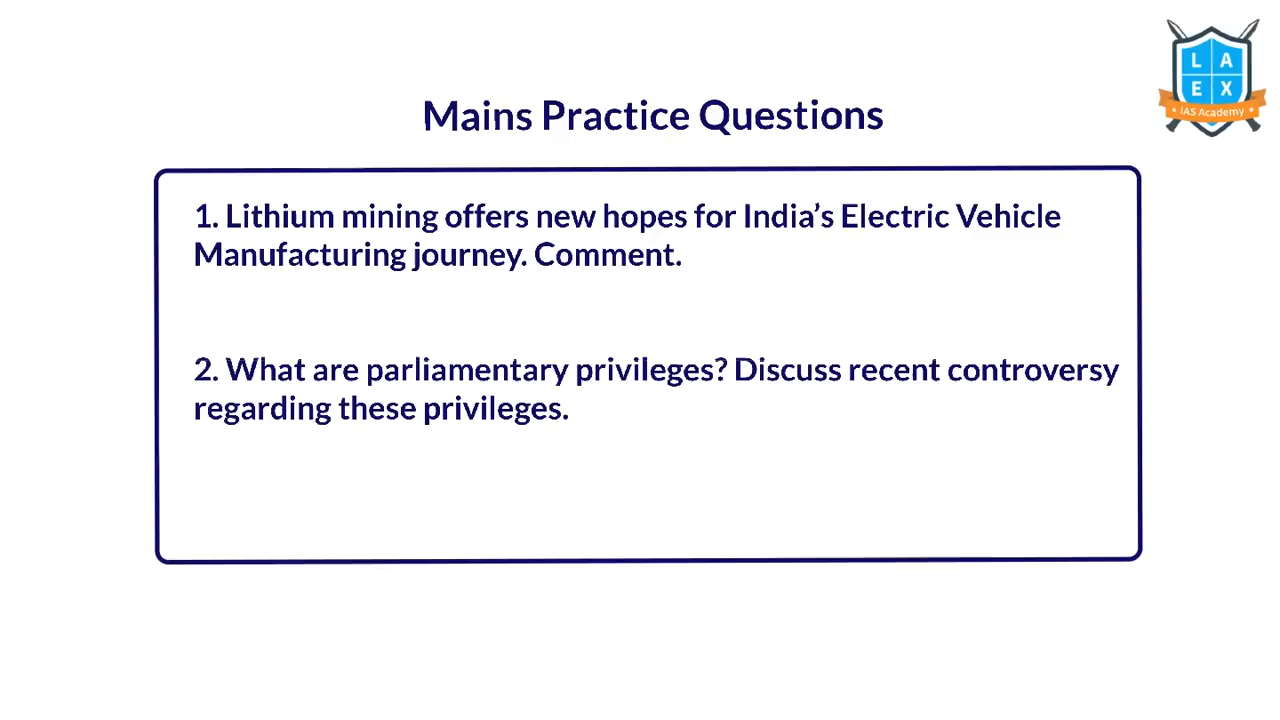 L A
E X
IAS Academy
Mains Practice Questions
1. Lithium mining offers new hopes for India’s Electric Vehicle
Manufacturing journey. Comment.
2. What are parliamentary privileges? Discuss recent controversy
regarding these privileges.